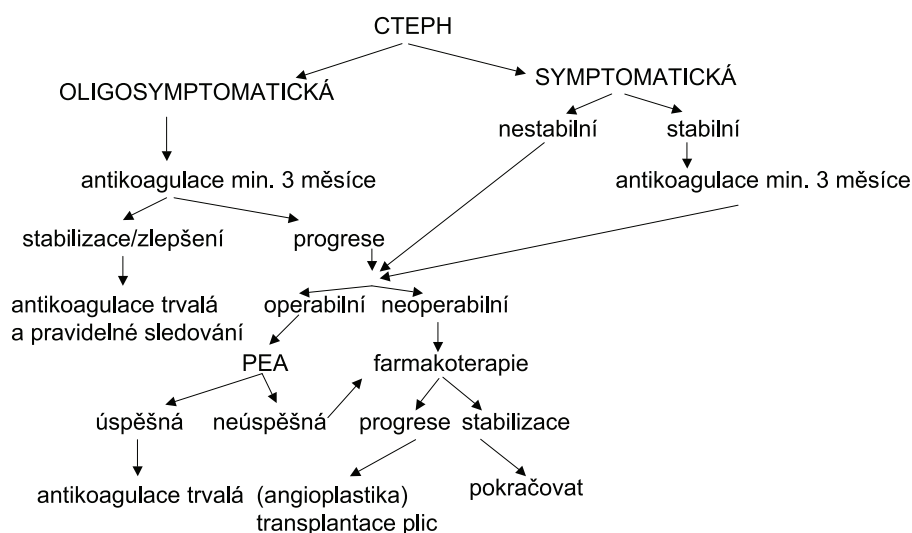 CTEPH
OLIGOSYMPTOMATICKÁ
SYMPTOMATICKÁ
nestabilní
stabilní
antikoagulace min. 3 měsíce
antikoagulace min. 3 měsíce
stabilizace/zlepšení
progrese
antikoagulace trvalá
a pravidelné sledování
operabilní
neoperabilní
PEA
farmakoterapie
úspěšná
neúspěšná
progrese
stabilizace
antikoagulace trvalá
(angioplastika)
transplantace plic
pokračovat